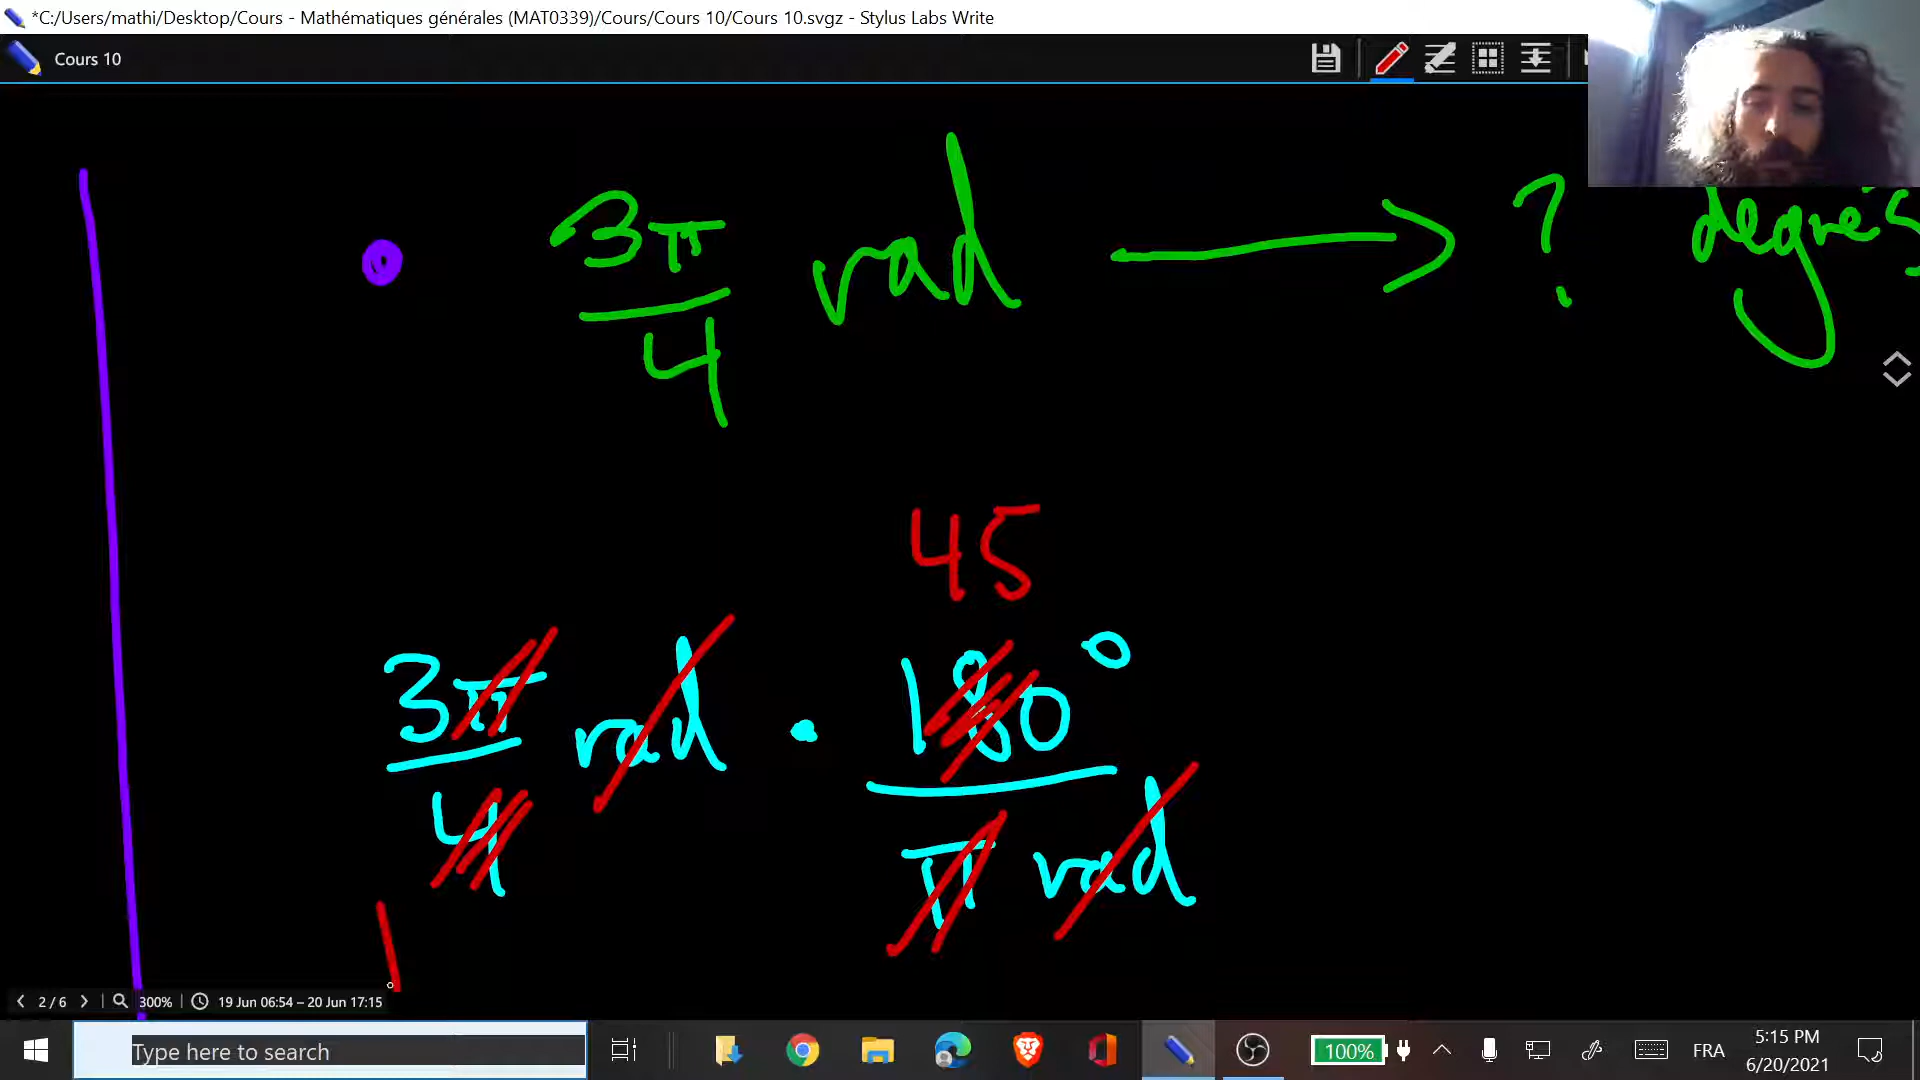 *C:/Users/mathi/Desktop/Cours - Mathématiques générales (MAT0339)/Cours/Cours 10/Cours 10.svgz - Stylus Labs Write
Cours 10
3π/4 rad → ? degrés
45
3π/4 rad · 180°/π rad
1
2 / 6
300%
19 Jun 06:54 – 20 Jun 17:15
Type here to search
100%
FRA
5:15 PM
6/20/2021